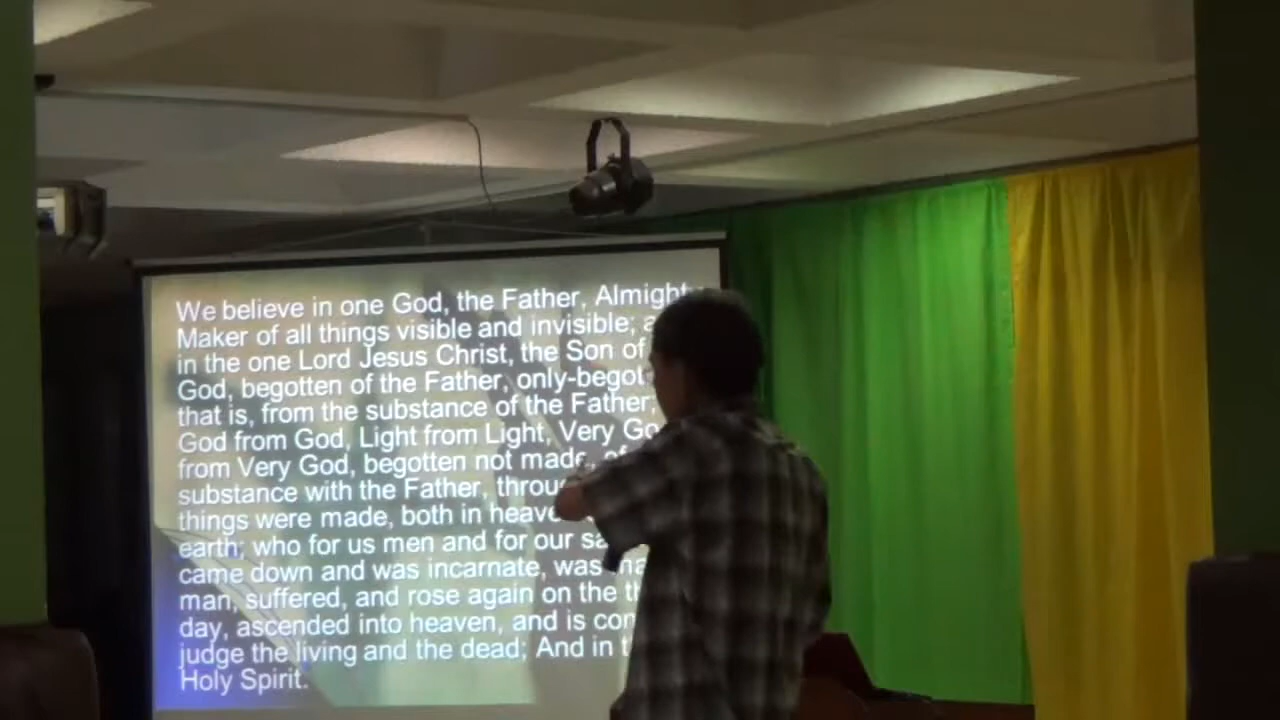 We believe in one God, the Father, Almight
Maker of all things visible and invisible; a
in the one Lord Jesus Christ, the Son of
God, begotten of the Father, only-begot
that is, from the substance of the Father;
God from God, Light from Light, Very Go
from Very God, begotten not made, of
substance with the Father, throu
things were made, both in heave
earth; who for us men and for our sa
came down and was incarnate, was ma
man, suffered, and rose again on the th
day, ascended into heaven, and is com
judge the living and the dead; And in t
Holy Spirit.